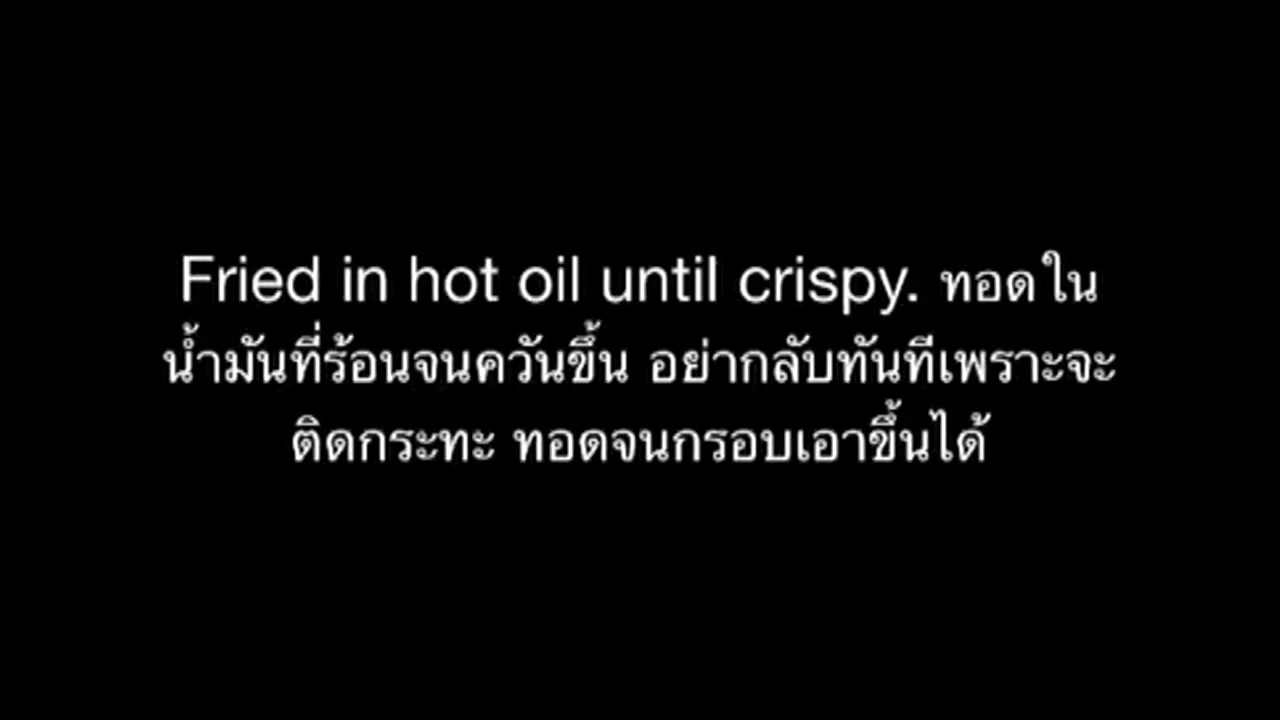 Fried in hot oil until crispy. ทอดใน
น้ำมันที่ร้อนจนควันขึ้น อย่ากลับทันทีเพราะจะ
ติดกระทะ ทอดจนกรอบเอาขึ้นได้